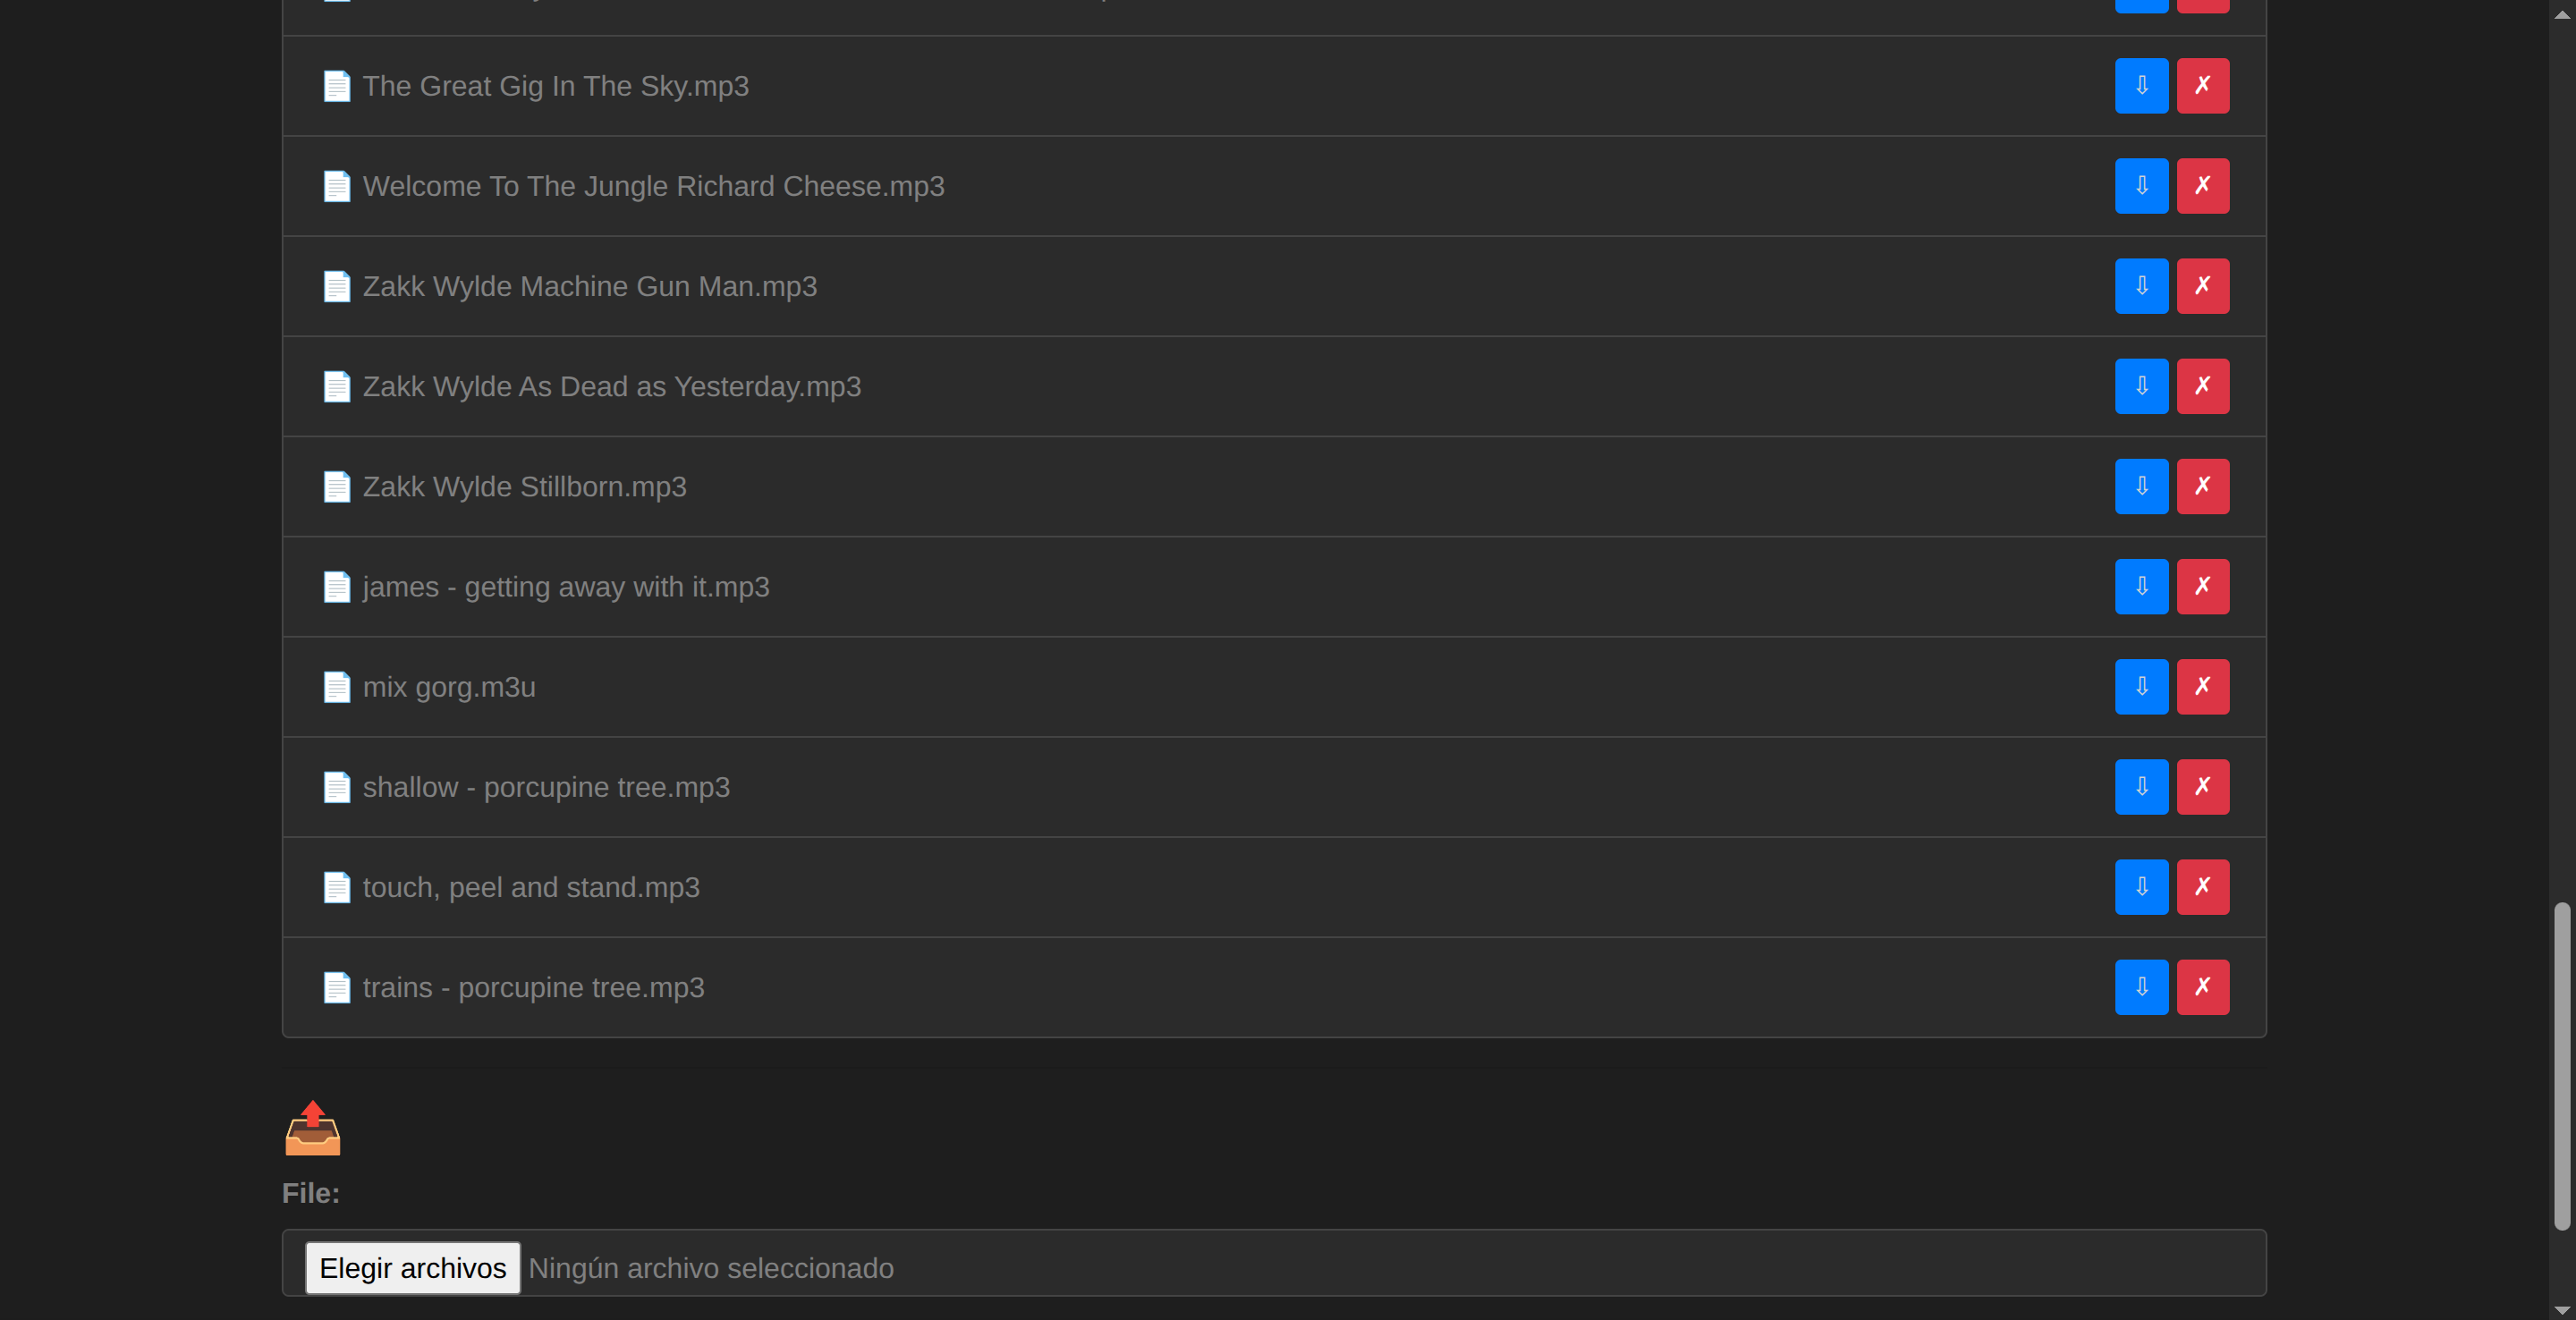 The Great Gig In The Sky.mp3
Welcome To The Jungle Richard Cheese.mp3
Zakk Wylde Machine Gun Man.mp3
Zakk Wylde As Dead as Yesterday.mp3
Zakk Wylde Stillborn.mp3
james - getting away with it.mp3
mix gorg.m3u
shallow - porcupine tree.mp3
touch, peel and stand.mp3
trains - porcupine tree.mp3
File:
Elegir archivos Ningún archivo seleccionado